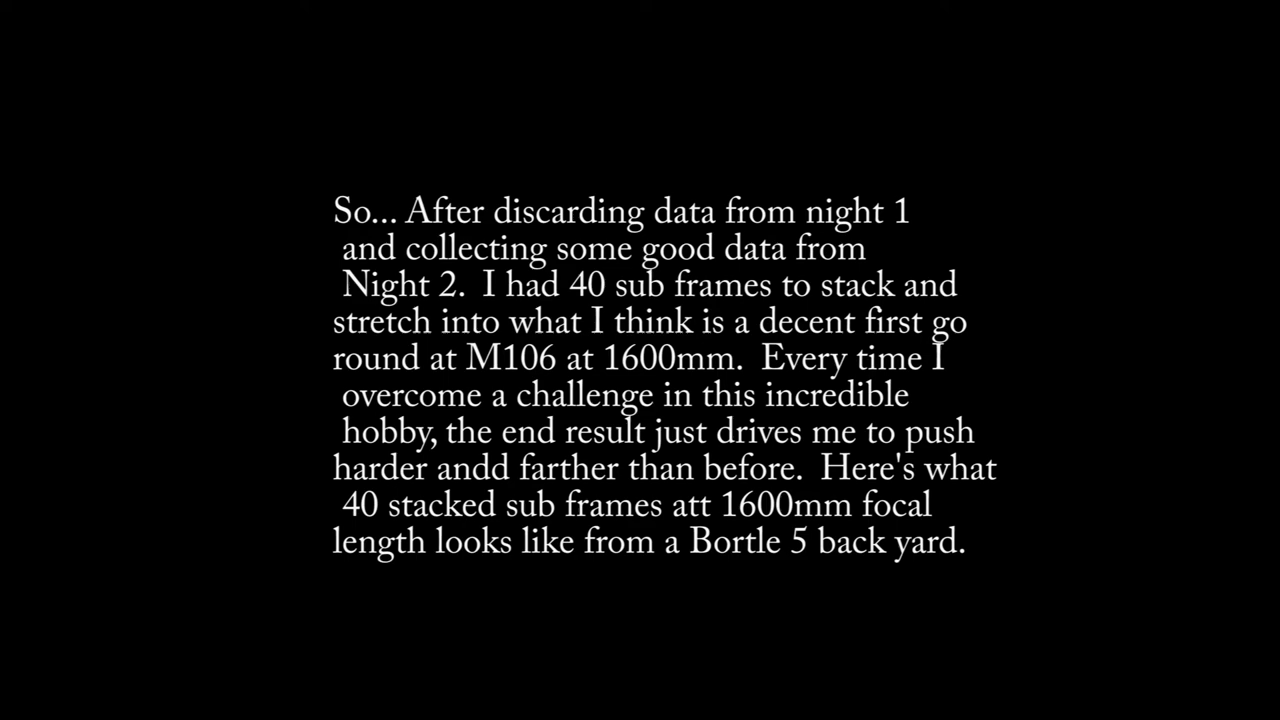 So... After discarding data from night 1
and collecting some good data from
Night 2.  I had 40 sub frames to stack and
stretch into what I think is a decent first go
round at M106 at 1600mm.  Every time I
overcome a challenge in this incredible
hobby, the end result just drives me to push
harder andd farther than before.  Here's what
40 stacked sub frames att 1600mm focal
length looks like from a Bortle 5 back yard.